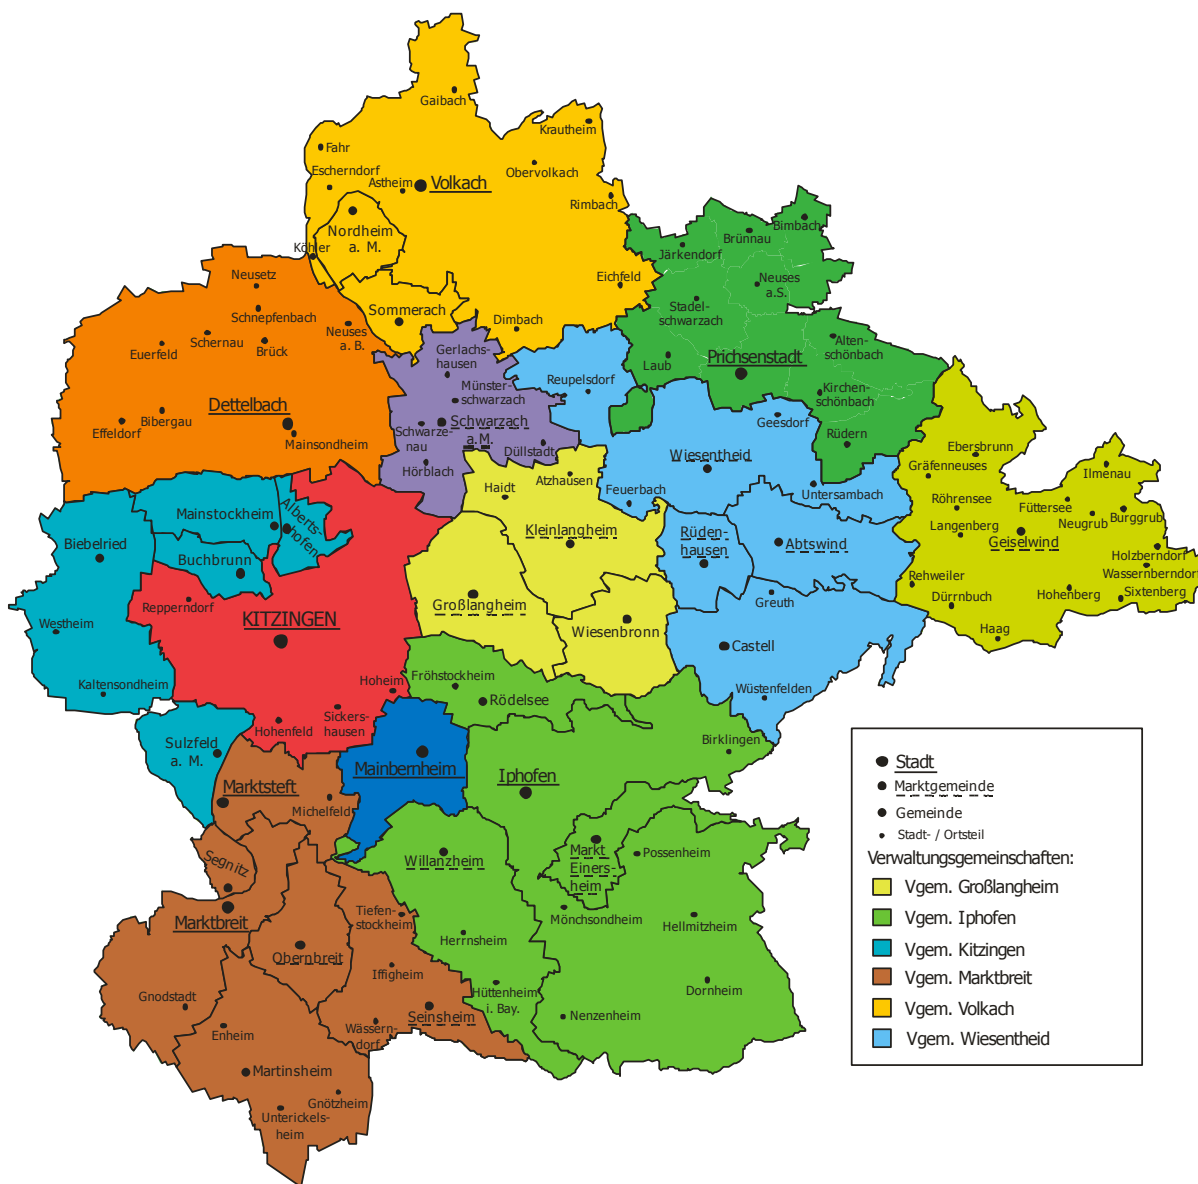 Gaibach
Krautheim
Fahr
Obervolkach
Escherndorf
Astheim
Volkach
Rimbach
Nordheim
a. M.
Köhler
Eichfeld
Sommerach
Dimbach
Bimbach
Brünnau
Järkendorf
Neuses
a.S.
Stadel-
schwarzach
Alten-
schönbach
Laub
Prichsenstadt
Kirchen-
schönbach
Rüdern
Neusetz
Schnepfenbach
Neuses
a. B.
Schernau
Brück
Euerfeld
Dettelbach
Bibergau
Effeldorf
Mainsondheim
Gerlachs-
hausen
Münster-
schwarzach
Schwarzach
a.M.
Schwarze-
nau
Düllstadt
Hörblach
Reupelsdorf
Geesdorf
Wiesentheid
Feuerbach
Untersambach
Rüden-
hausen
Abtswind
Greuth
Castell
Wüstenfelden
Ebersbrunn
Gräfenneuses
Ilmenau
Röhrensee
Füttersee
Langenberg
Neugrub
Burggrub
Geiselwind
Holzberndorf
Wassernberndorf
Rehweiler
Dürrnbuch
Hohenberg
Sixtenberg
Haag
Atzhausen
Haidt
Kleinlangheim
Großlangheim
Wiesenbronn
Mainstockheim
Alberts-
hofen
Biebelried
Buchbrunn
Westheim
Kaltensondheim
Sulzfeld
a. M.
Repperndorf
KITZINGEN
Hoheim
Sickers-
hausen
Hohenfeld
Fröhstockheim
Rödelsee
Birklingen
Mainbernheim
Iphofen
Marktsteft
Michelfeld
Willanzheim
Markt
Einers-
heim
Possenheim
Mönchsondheim
Hellmitzheim
Herrnsheim
Dornheim
Hüttenheim
i. Bay.
Nenzenheim
Segnitz
Marktbreit
Tiefen-
stockheim
Obernbreit
Iffigheim
Gnodstadt
Seinsheim
Enheim
Wässern-
dorf
Martinsheim
Gnötzheim
Unterickels-
heim
Stadt
Marktgemeinde
Gemeinde
Stadt- / Ortsteil
Verwaltungsgemeinschaften:
Vgem. Großlangheim
Vgem. Iphofen
Vgem. Kitzingen
Vgem. Marktbreit
Vgem. Volkach
Vgem. Wiesentheid